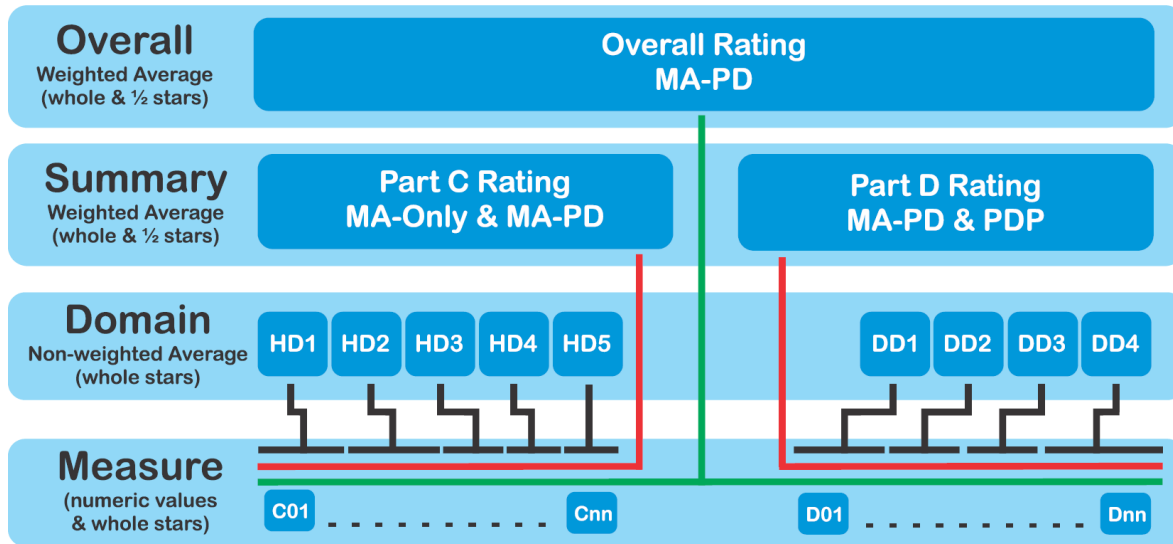 Overall
Weighted Average
(whole & ½ stars)
Overall Rating
MA-PD
Summary
Weighted Average
(whole & ½ stars)
Part C Rating
MA-Only & MA-PD
Part D Rating
MA-PD & PDP
Domain
Non-weighted Average
(whole stars)
HD1 HD2 HD3 HD4 HD5 DD1 DD2 DD3 DD4
Measure
(numeric values
& whole stars)
C01 Cnn D01 Dnn